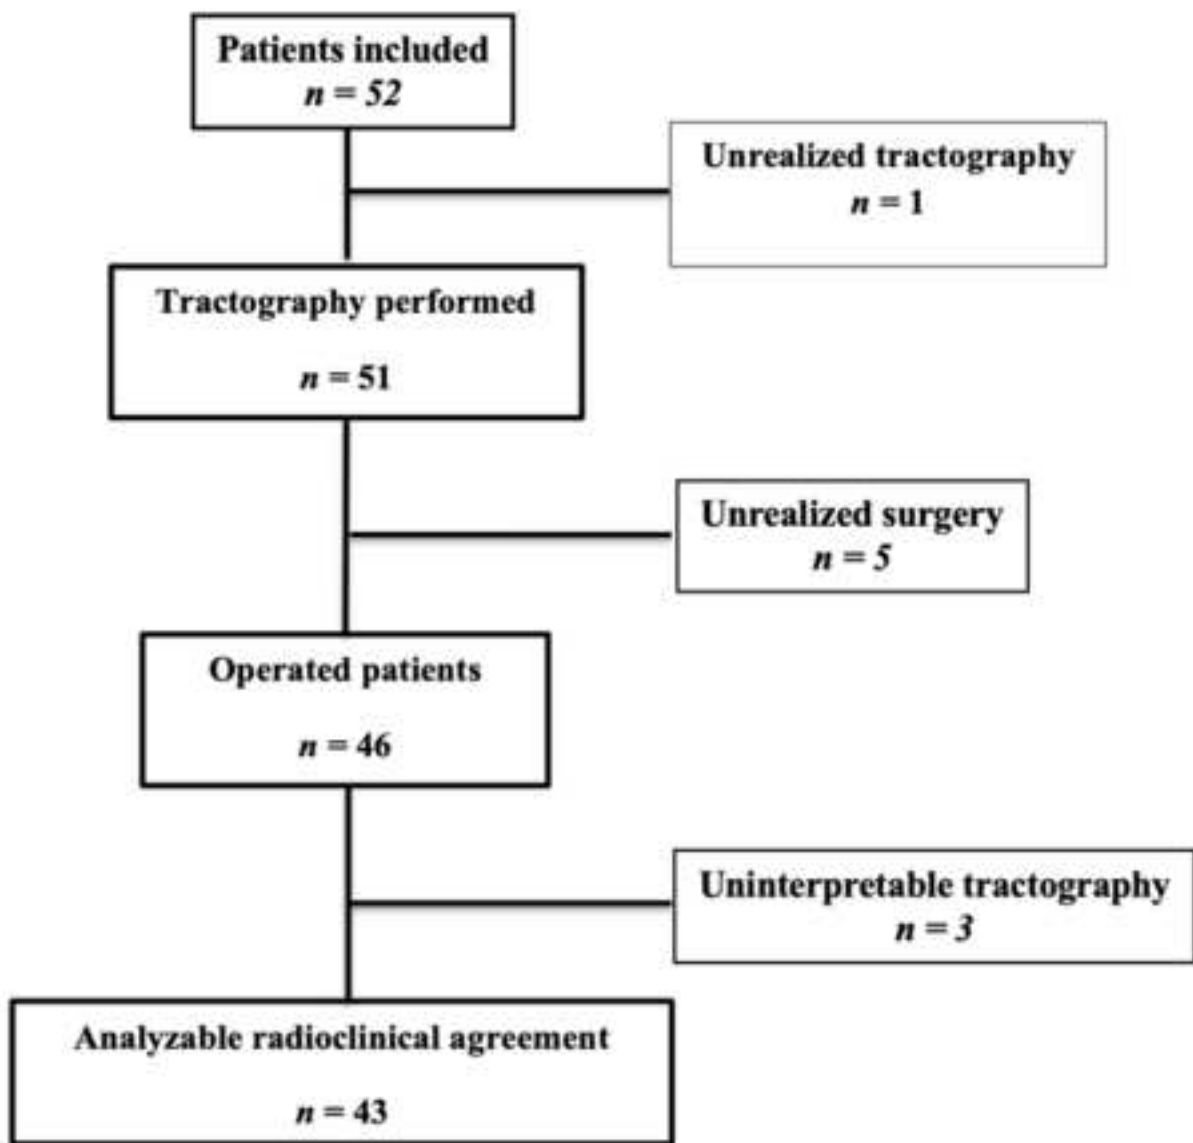 Patients included
n = 52
Unrealized tractography
n = 1
Tractography performed
n = 51
Unrealized surgery
n = 5
Operated patients
n = 46
Uninterpretable tractography
n = 3
Analyzable radioclinical agreement
n = 43